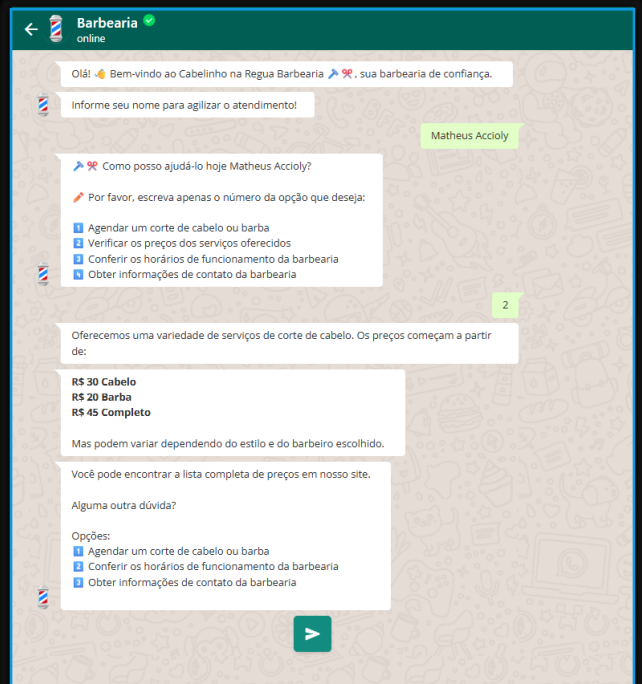 Barbearia
online
Olá! 👋 Bem-vindo ao Cabelinho na Regua Barbearia 🪒 ✂️, sua barbearia de confiança.
Informe seu nome para agilizar o atendimento!
Matheus Accioly
🪒 ✂️ Como posso ajudá-lo hoje Matheus Accioly?
✏️ Por favor, escreva apenas o número da opção que deseja:
1️⃣ Agendar um corte de cabelo ou barba
2️⃣ Verificar os preços dos serviços oferecidos
3️⃣ Conferir os horários de funcionamento da barbearia
4️⃣ Obter informações de contato da barbearia
2
Oferecemos uma variedade de serviços de corte de cabelo. Os preços começam a partir
de:
R$ 30 Cabelo
R$ 20 Barba
R$ 45 Completo
Mas podem variar dependendo do estilo e do barbeiro escolhido.
Você pode encontrar a lista completa de preços em nosso site.
Alguma outra dúvida?
Opções:
1️⃣ Agendar um corte de cabelo ou barba
2️⃣ Conferir os horários de funcionamento da barbearia
3️⃣ Obter informações de contato da barbearia